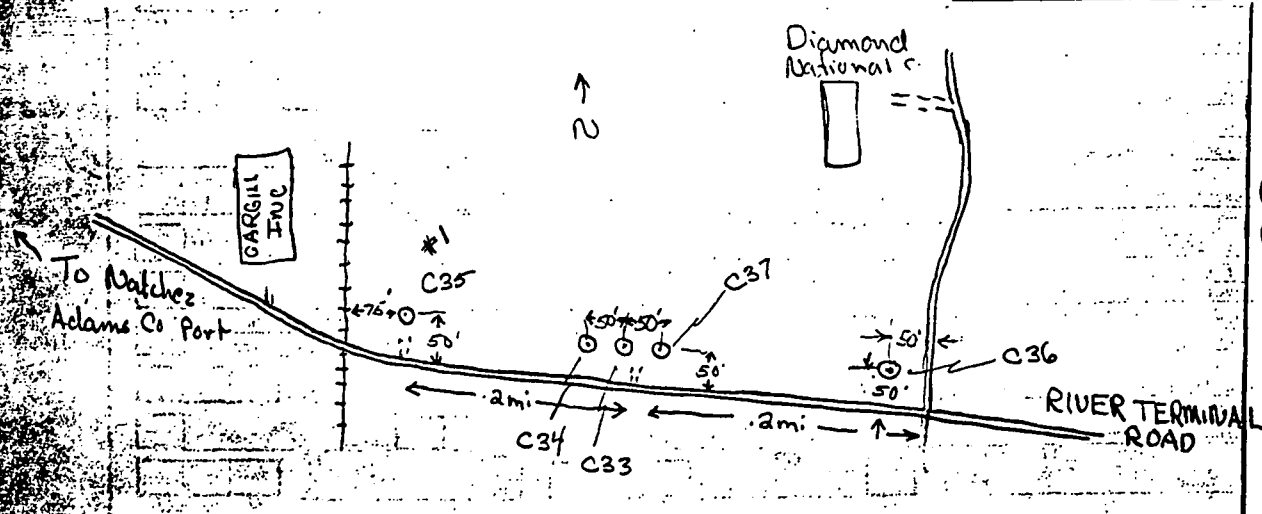 Diamond
National
N
CARGILL
INC
#1
C35
75'
50'
To Natchez
Adams Co Port
50' 50'
C37
50'
50'
C36
50'
.2mi
.2mi
C34
C33
RIVER TERMINAL
ROAD